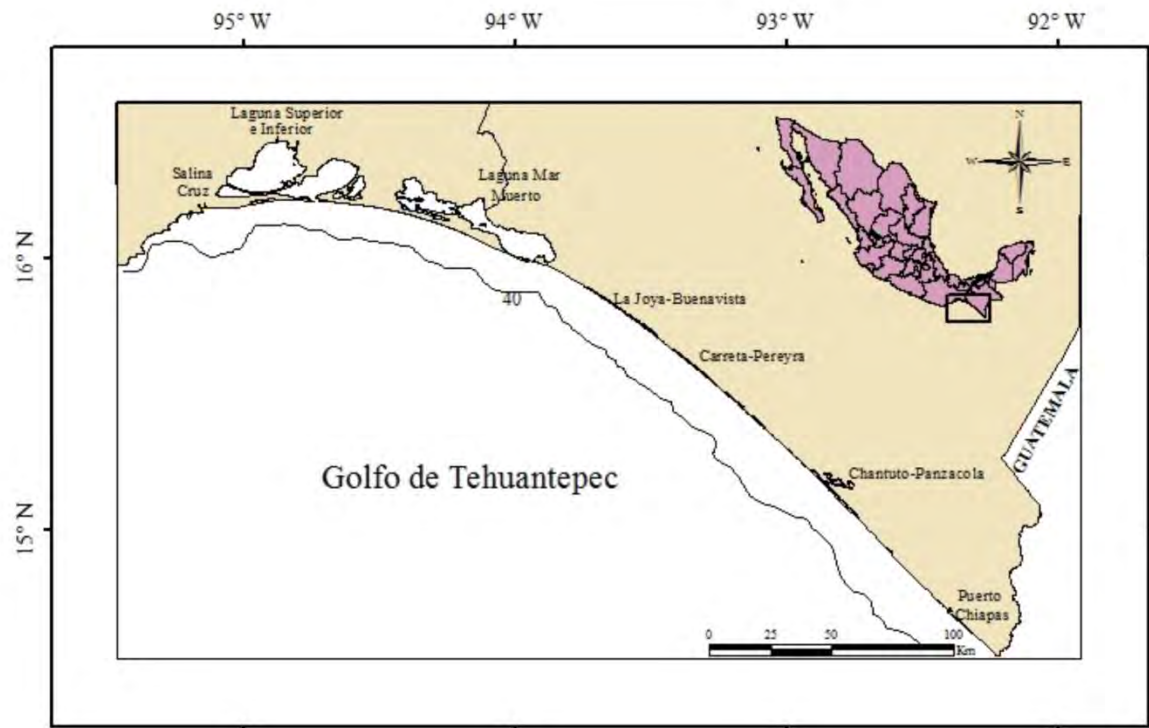 95° W
94° W
93° W
92° W
Laguna Superior
e Inferior
Salina
Cruz
Laguna Mar
Muerto
N
W
E
S
16° N
40
La Joya-Buenavista
Carreta-Pereyra
GUATEMALA
Golfo de Tehuantepec
Chantuto-Panzacola
15° N
Puerto
Chiapas
0
25
50
100
Km